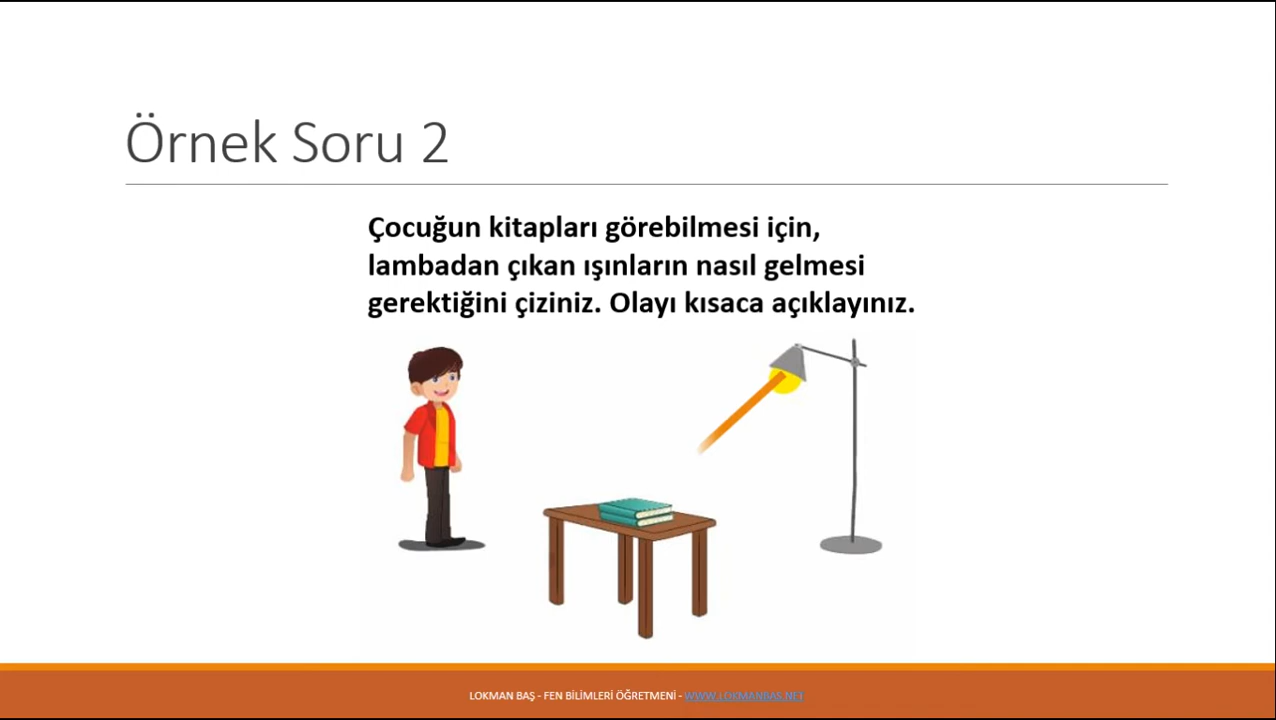 Örnek Soru 2
Çocuğun kitapları görebilmesi için,
lambadan çıkan ışınların nasıl gelmesi
gerektiğini çiziniz. Olayı kısaca açıklayınız.
LOKMAN BAŞ - FEN BİLİMLERİ ÖĞRETMENİ - WWW.LOKMANBAS.NET